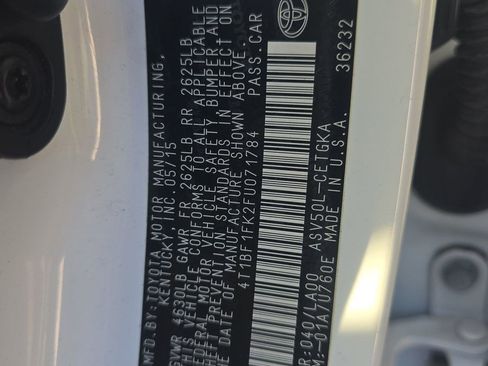 MFD.BY:TOYOTA MOTOR MANUFACTURING,
KENTUCKY, INC. 05/15
GVWR 4630LB GAWR FR 2625LB RR 2625LB
THIS VEHICLE CONFORMS TO ALL APPLICABLE
FEDERAL MOTOR VEHICLE SAFETY, BUMPER, AND
THEFT PREVENTION STANDARDS IN EFFECT ON
THE DATE OF MANUFACTURE SHOWN ABOVE.
4T1BF1FK2FU071784 PASS.CAR
R:040/LA00 ASV50L-CETGKA
M:-01A/U760E MADE IN U.S.A.
36232